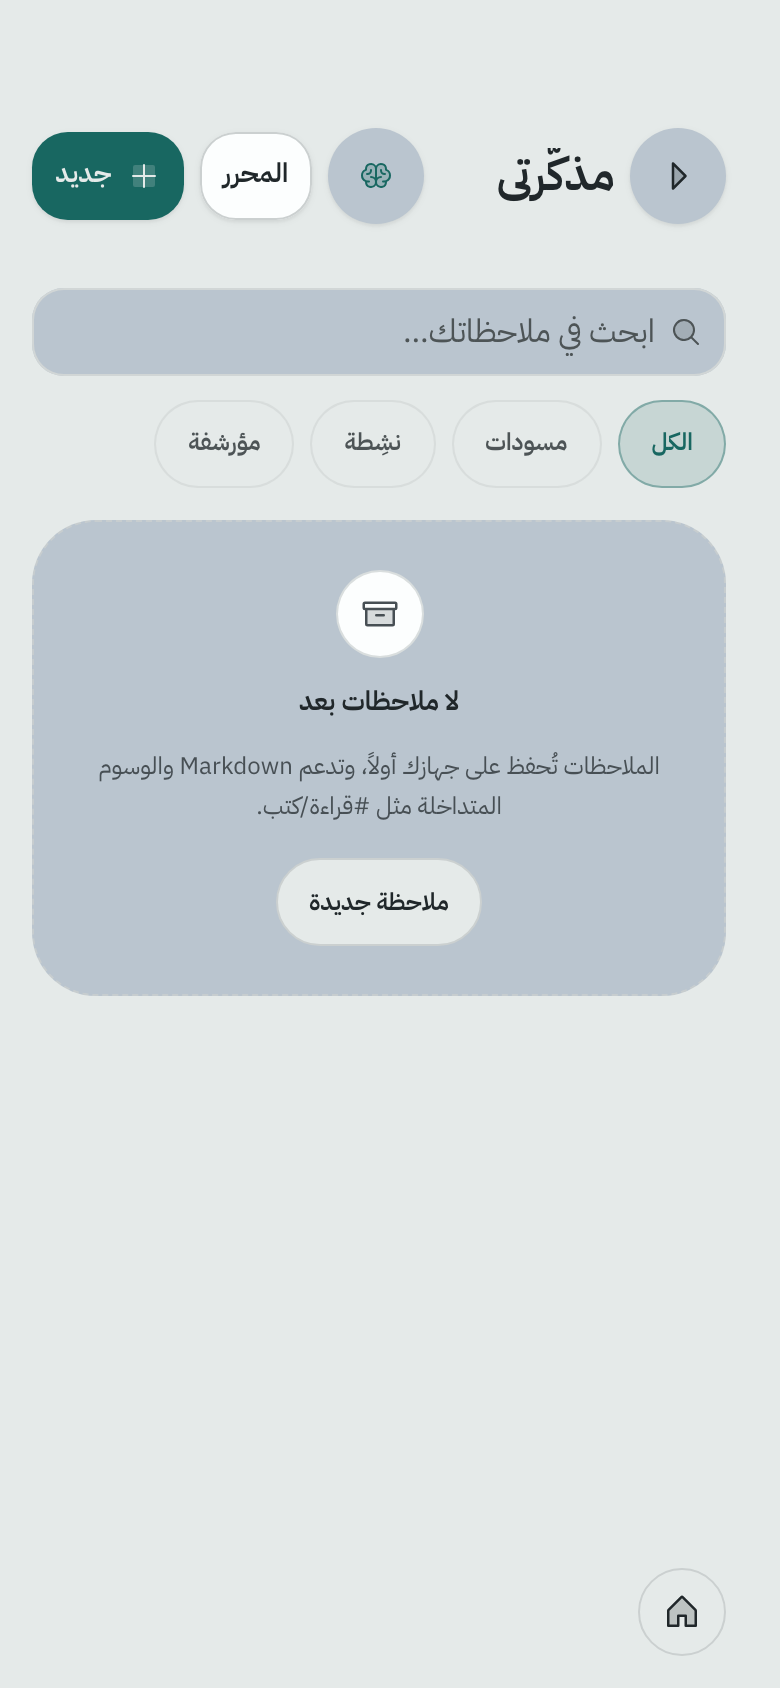 مذكّرتى
المحرر
جديد
ابحث في ملاحظاتك...
الكل
مسودات
نشِطة
مؤرشفة
لا ملاحظات بعد
الملاحظات تُحفظ على جهازك أولاً، وتدعم Markdown والوسوم
المتداخلة مثل #قراءة/كتب.
ملاحظة جديدة